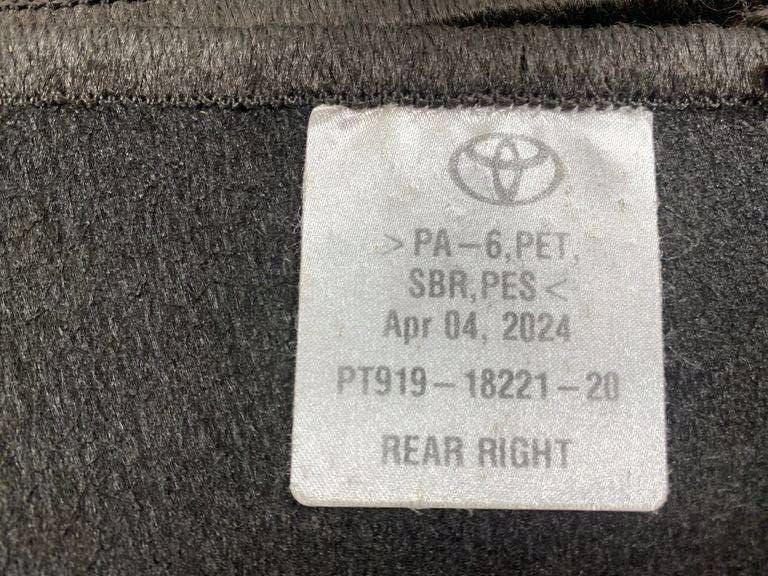 >PA-6,PET,
SBR,PES<
Apr 04, 2024
PT919-18221-20
REAR RIGHT